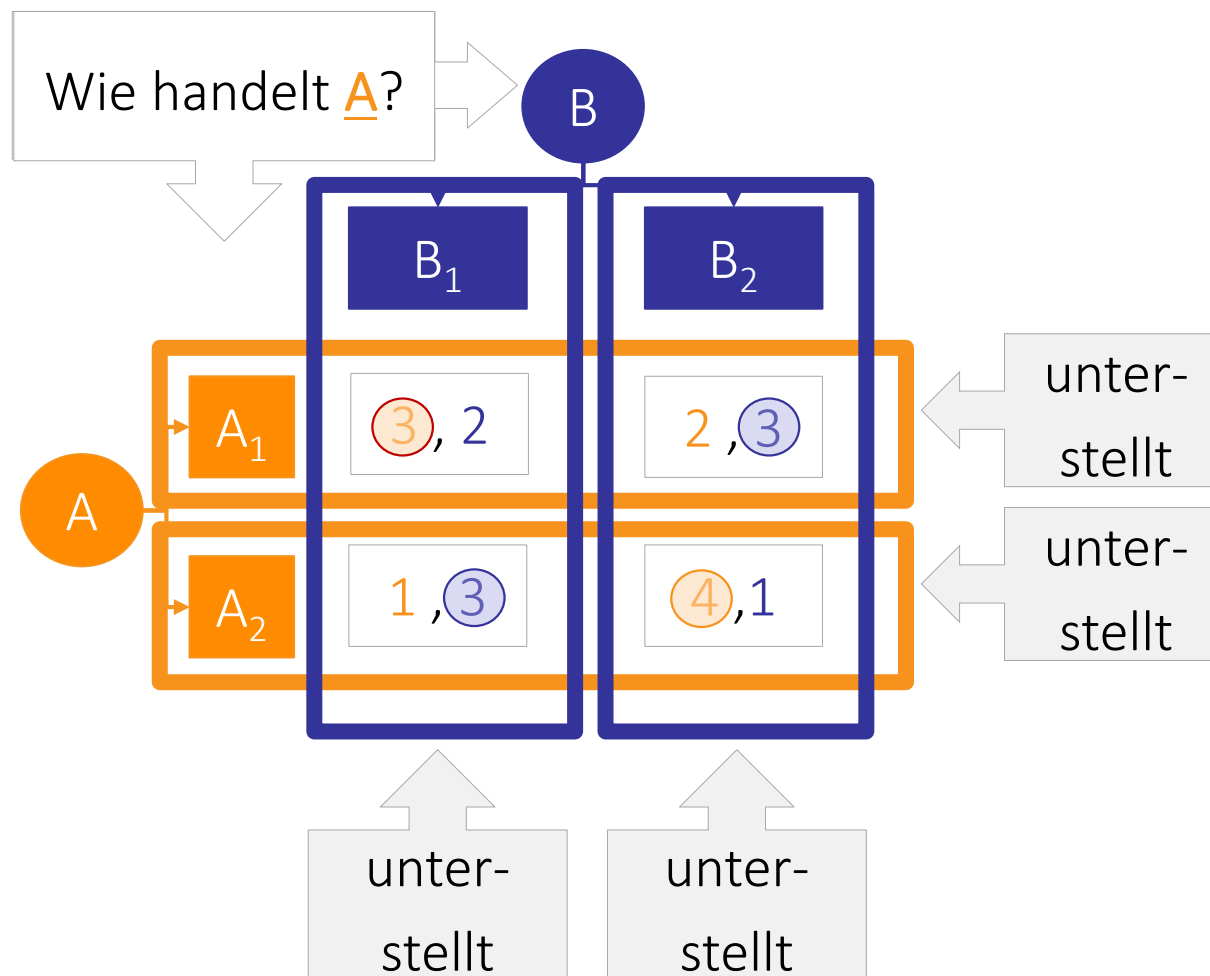 Wie handelt A?
B
B1 B2
A
A1 3, 2 2 ,3
unter-
stellt
A2 1 ,3 4 ,1
unter-
stellt
unter-
stellt
unter-
stellt